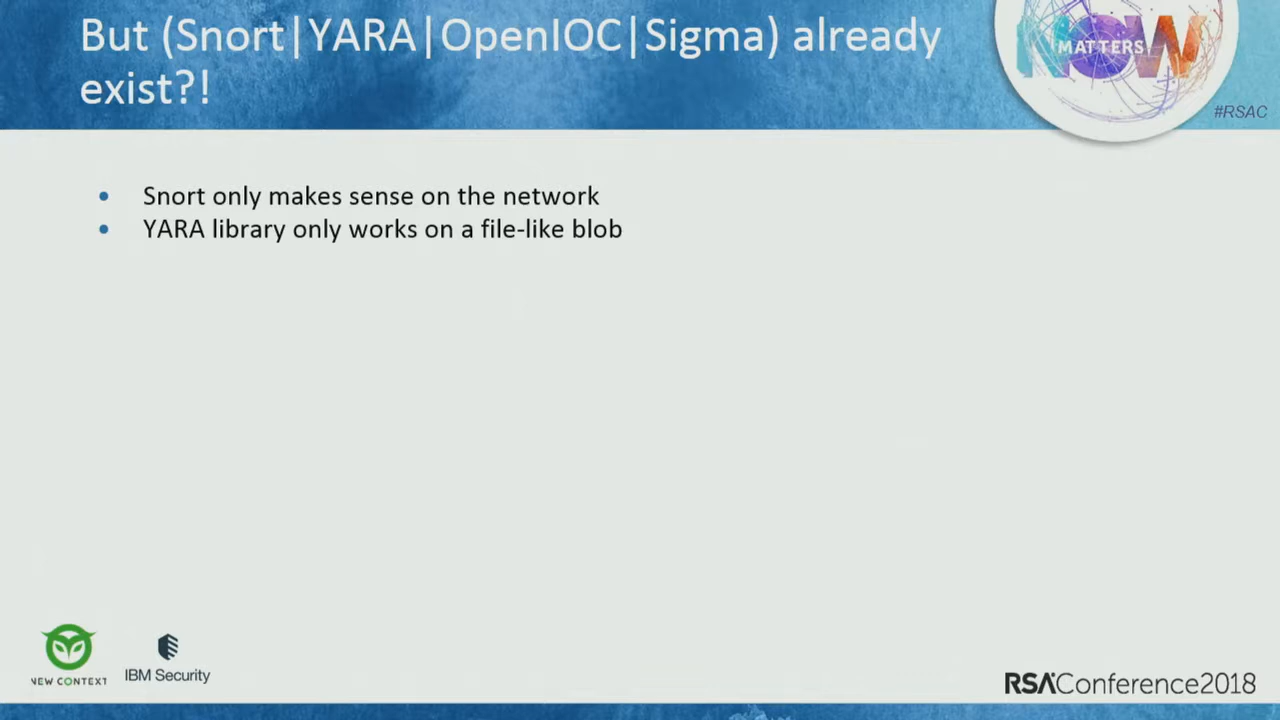 But (Snort|YARA|OpenIOC|Sigma) already
exist?!
NOW
MATTERS
#RSAC
• Snort only makes sense on the network
• YARA library only works on a file-like blob
NEW CONTEXT
IBM Security
RSAConference2018